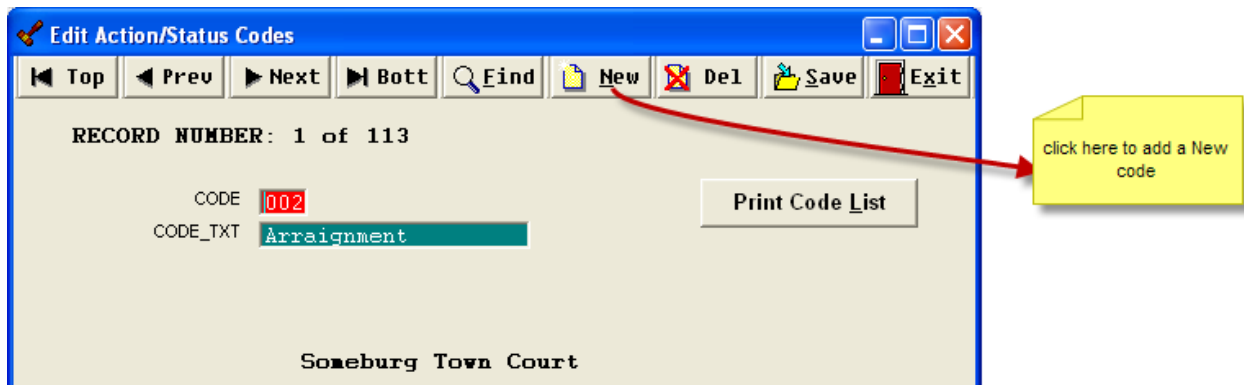 Edit Action/Status Codes
Top Prev Next Bott Find New Del Save Exit
RECORD NUMBER: 1 of 113
click here to add a New
code
CODE 002
Print Code List
CODE_TXT Arraignment
Someburg Town Court